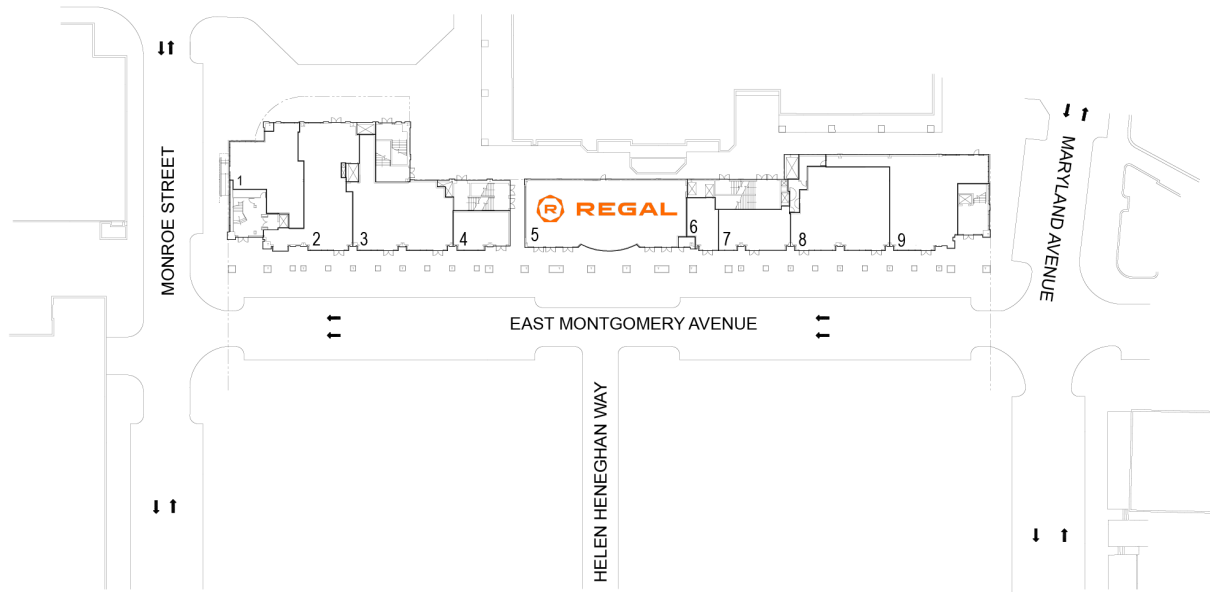 MONROE STREET
MARYLAND AVENUE
1
2
3
4
5
R REGAL
6
7
8
9
EAST MONTGOMERY AVENUE
HELEN HENEGHAN WAY